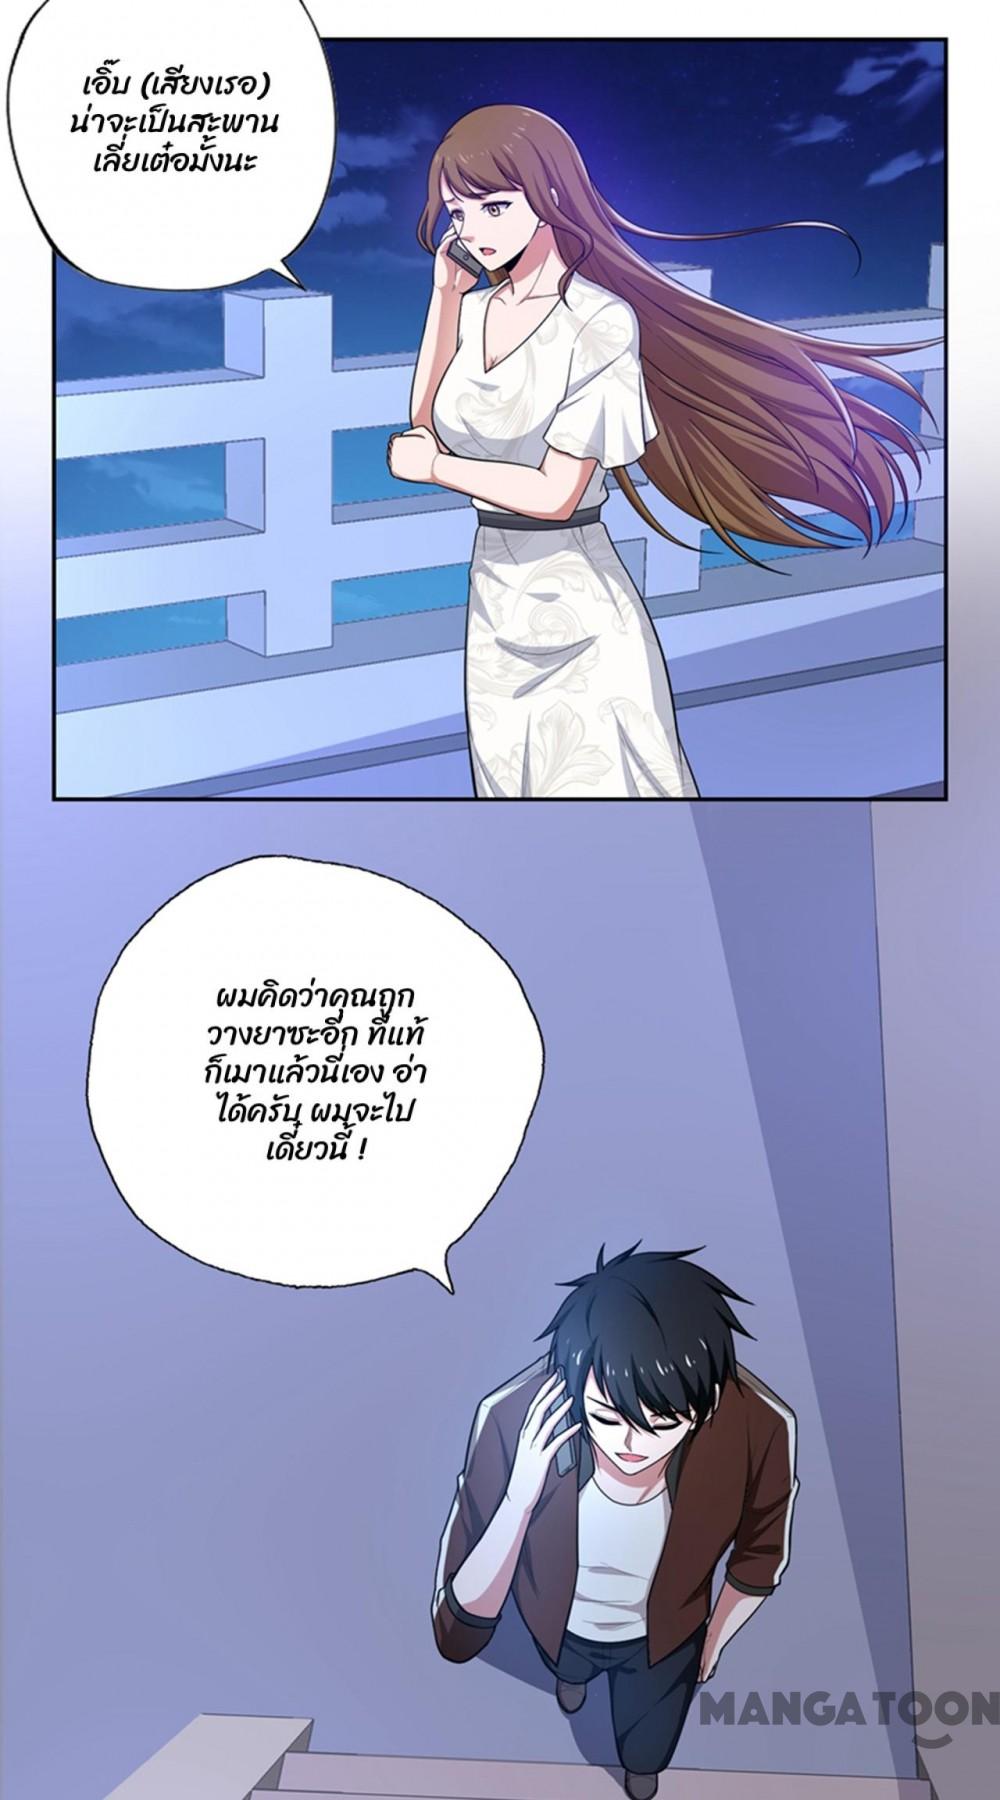 เอิ๊บ (เสียงเรอ)
น่าจะเป็นสะพาน
เลี่ยเต๋อมั้งนะ
ผมคิดว่าคุณถูก
วางยาซะอีก ที่แท้
ก็เมาแล้วนี่เอง อ่า
ได้ครับ ผมจะไป
เดี๋ยวนี้ !
MANGATOON